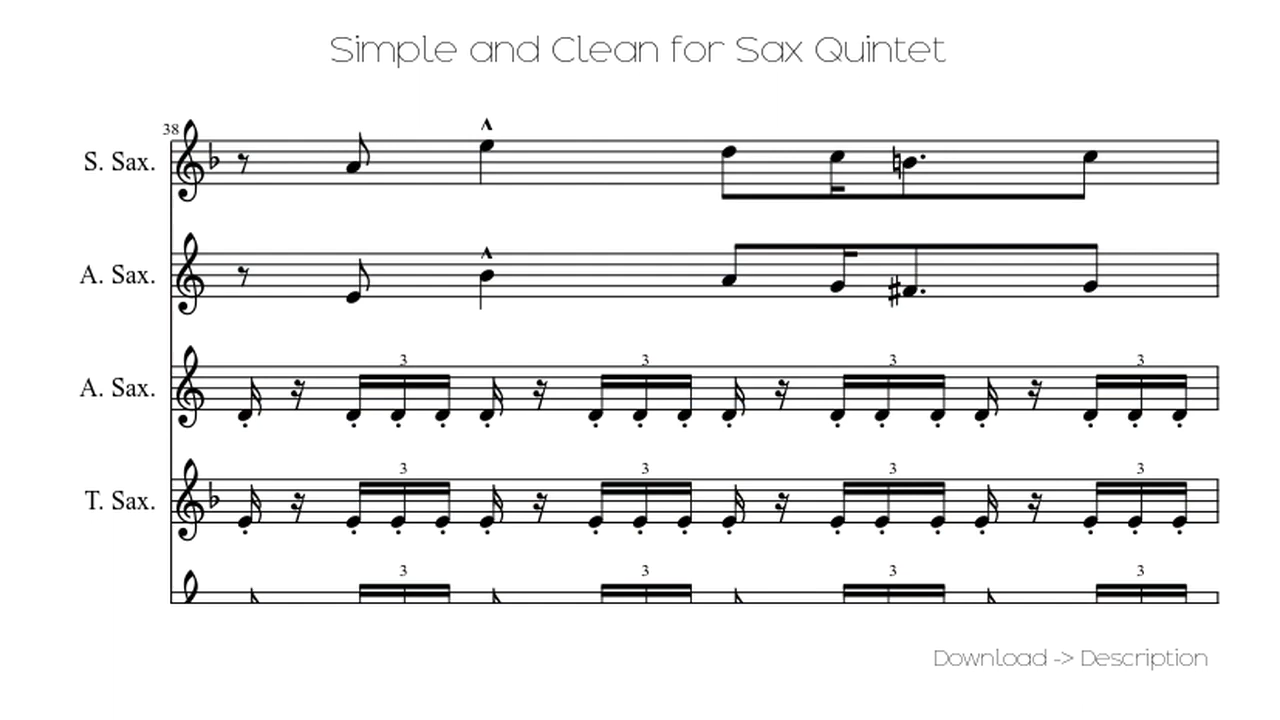 Simple and Clean for Sax Quintet
38
S. Sax.
A. Sax.
3 3 3 3
A. Sax.
3 3 3 3
T. Sax.
3 3 3 3
Download -> Description